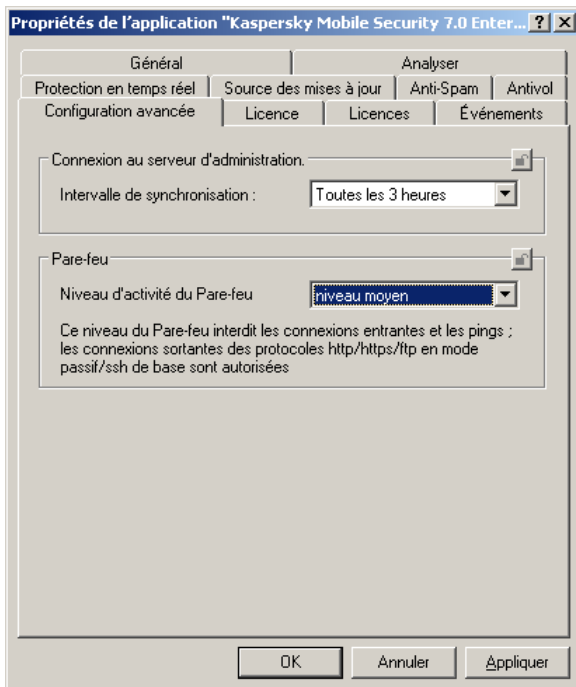 Propriétés de l'application "Kaspersky Mobile Security 7.0 Enter...
Général Analyser
Protection en temps réel Source des mises à jour Anti-Spam Antivol
Configuration avancée Licence Licences Événements
Connexion au serveur d'administration.
Intervalle de synchronisation : Toutes les 3 heures
Pare-feu
Niveau d'activité du Pare-feu niveau moyen
Ce niveau du Pare-feu interdit les connexions entrantes et les pings ;
les connexions sortantes des protocoles http/https/ftp en mode
passif/ssh de base sont autorisées
OK Annuler Appliquer